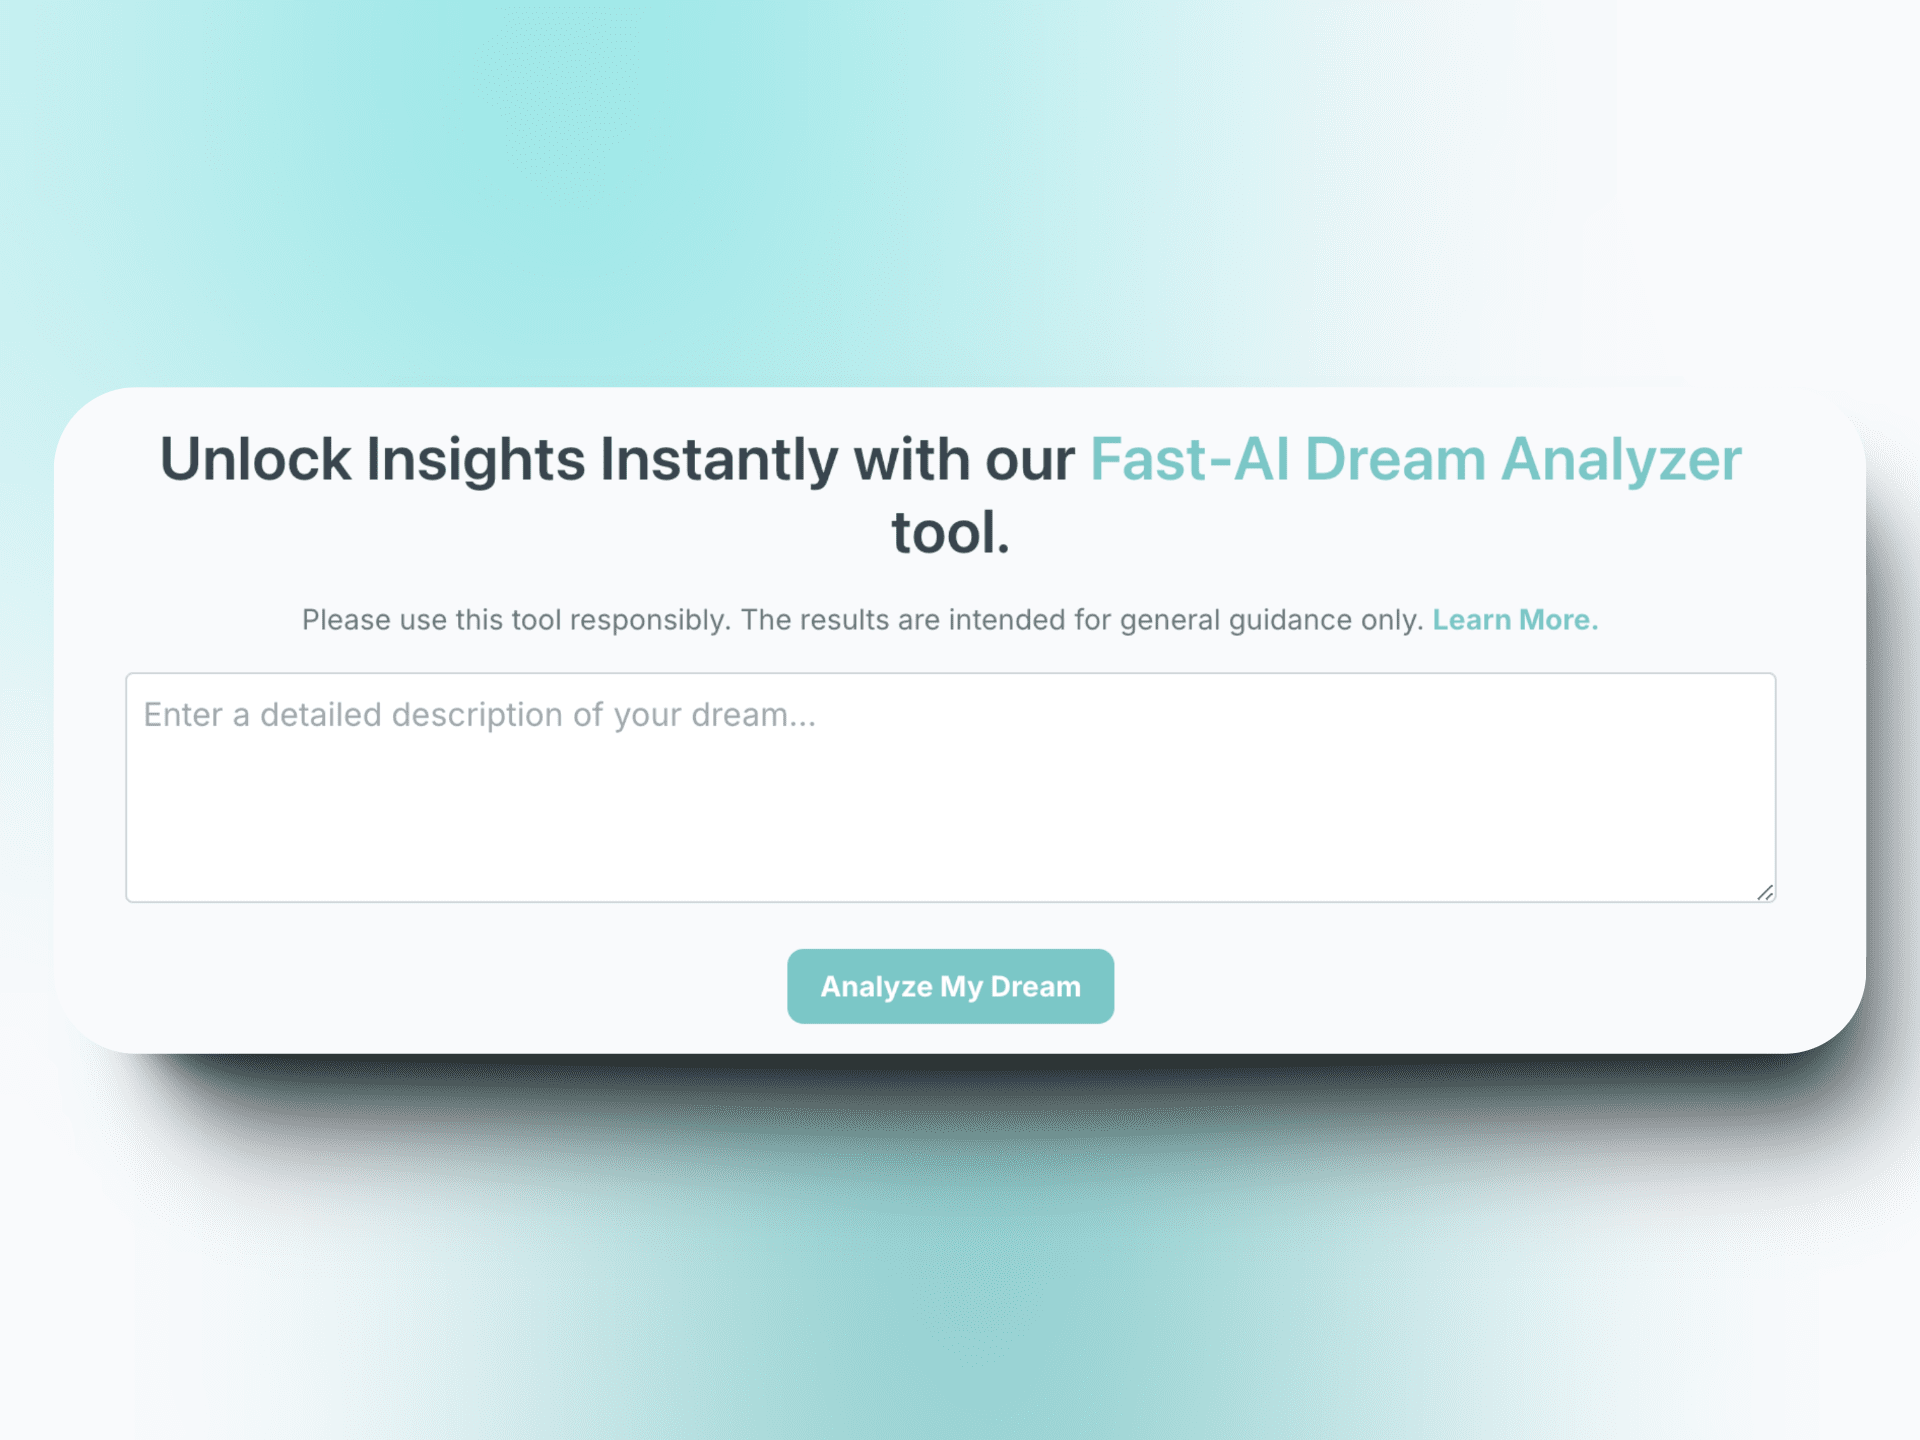 Unlock Insights Instantly with our Fast-AI Dream Analyzer
tool.
Please use this tool responsibly. The results are intended for general guidance only. Learn More.
Enter a detailed description of your dream...
Analyze My Dream